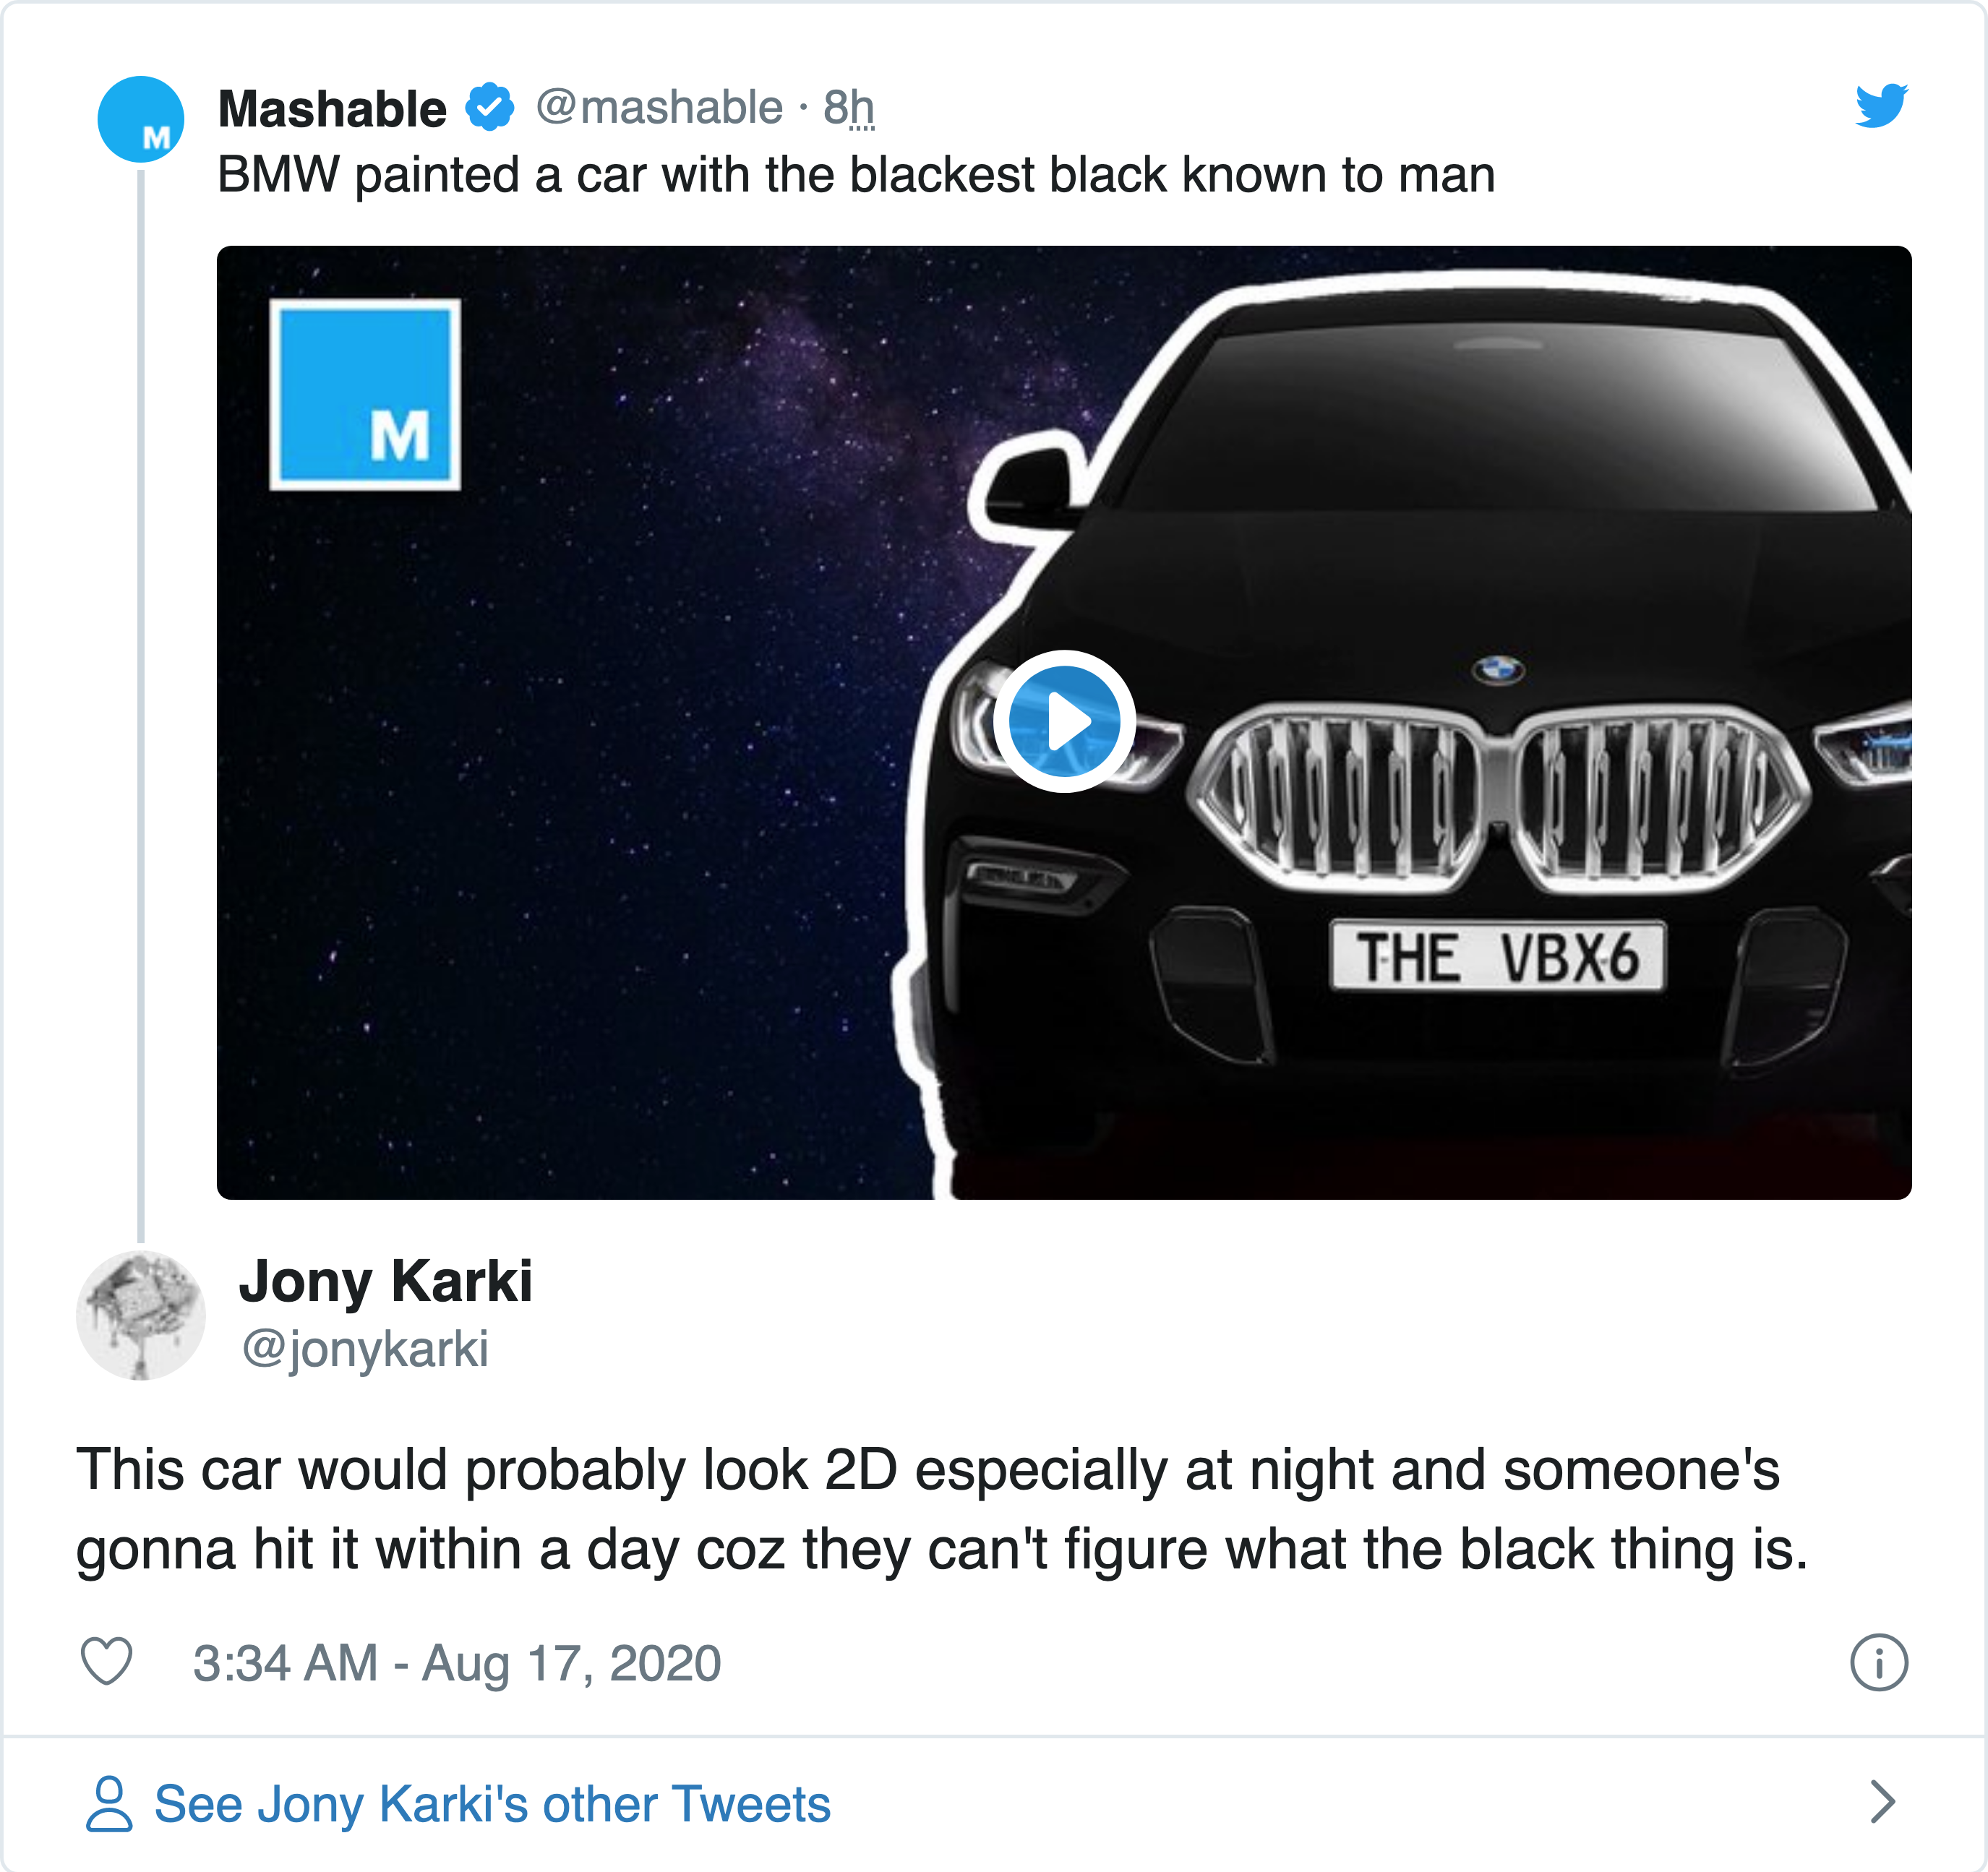 Mashable @mashable · 8h
BMW painted a car with the blackest black known to man
M
M
THE VBX6
Jony Karki
@jonykarki
This car would probably look 2D especially at night and someone's
gonna hit it within a day coz they can't figure what the black thing is.
3:34 AM - Aug 17, 2020
See Jony Karki's other Tweets